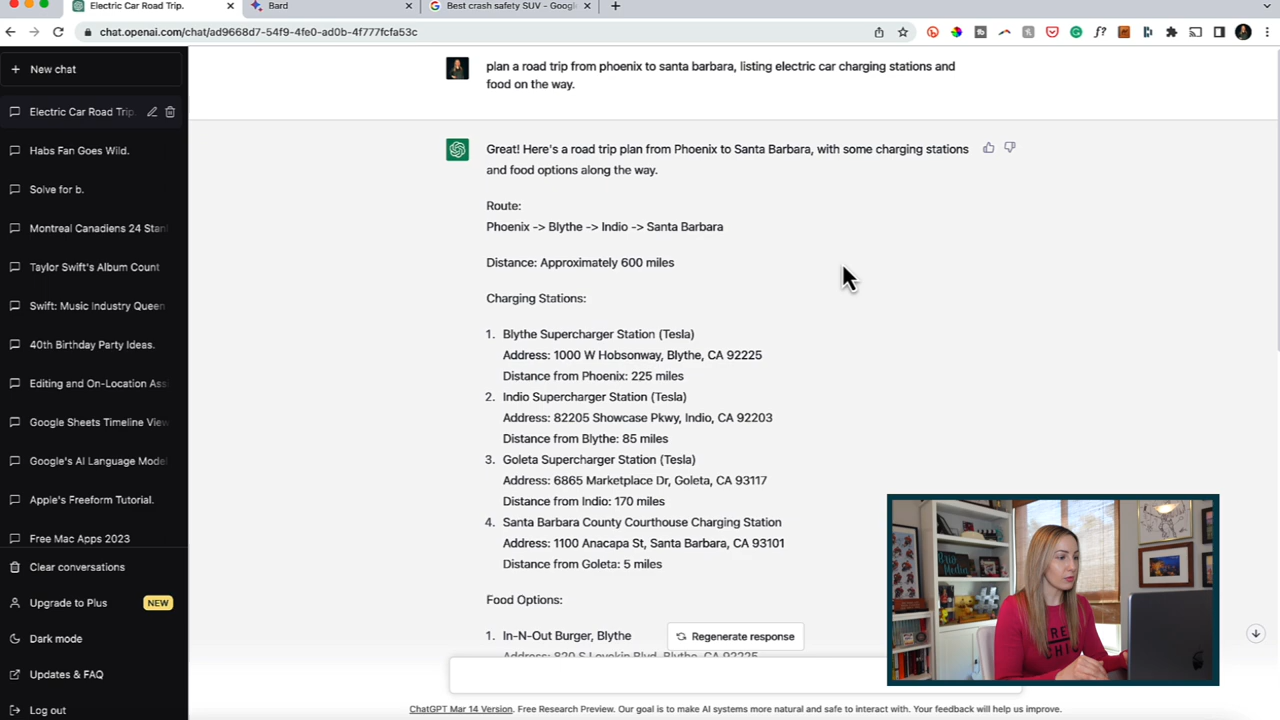 Electric Car Road Trip.
Bard
Best crash safety SUV - Google
chat.openai.com/chat/ad9668d7-54f9-4fe0-ad0b-4f777fcfa53c
New chat
Electric Car Road Trip.
Habs Fan Goes Wild.
Solve for b.
Montreal Canadiens 24 Stan
Taylor Swift's Album Count
Swift: Music Industry Queen
40th Birthday Party Ideas.
Editing and On-Location Ass
Google Sheets Timeline View
Google's AI Language Model
Apple's Freeform Tutorial.
Free Mac Apps 2023
Clear conversations
Upgrade to Plus NEW
Dark mode
Updates & FAQ
Log out
plan a road trip from phoenix to santa barbara, listing electric car charging stations and
food on the way.
Great! Here's a road trip plan from Phoenix to Santa Barbara, with some charging stations
and food options along the way.
Route:
Phoenix -> Blythe -> Indio -> Santa Barbara
Distance: Approximately 600 miles
Charging Stations:
1. Blythe Supercharger Station (Tesla)
Address: 1000 W Hobsonway, Blythe, CA 92225
Distance from Phoenix: 225 miles
2. Indio Supercharger Station (Tesla)
Address: 82205 Showcase Pkwy, Indio, CA 92203
Distance from Blythe: 85 miles
3. Goleta Supercharger Station (Tesla)
Address: 6865 Marketplace Dr, Goleta, CA 93117
Distance from Indio: 170 miles
4. Santa Barbara County Courthouse Charging Station
Address: 1100 Anacapa St, Santa Barbara, CA 93101
Distance from Goleta: 5 miles
Food Options:
1. In-N-Out Burger, Blythe
Address: 820 S Lovekin Blvd, Blythe, CA 92225
Regenerate response
ChatGPT Mar 14 Version. Free Research Preview. Our goal is to make AI systems more natural and safe to interact with. Your feedback will help us improve.